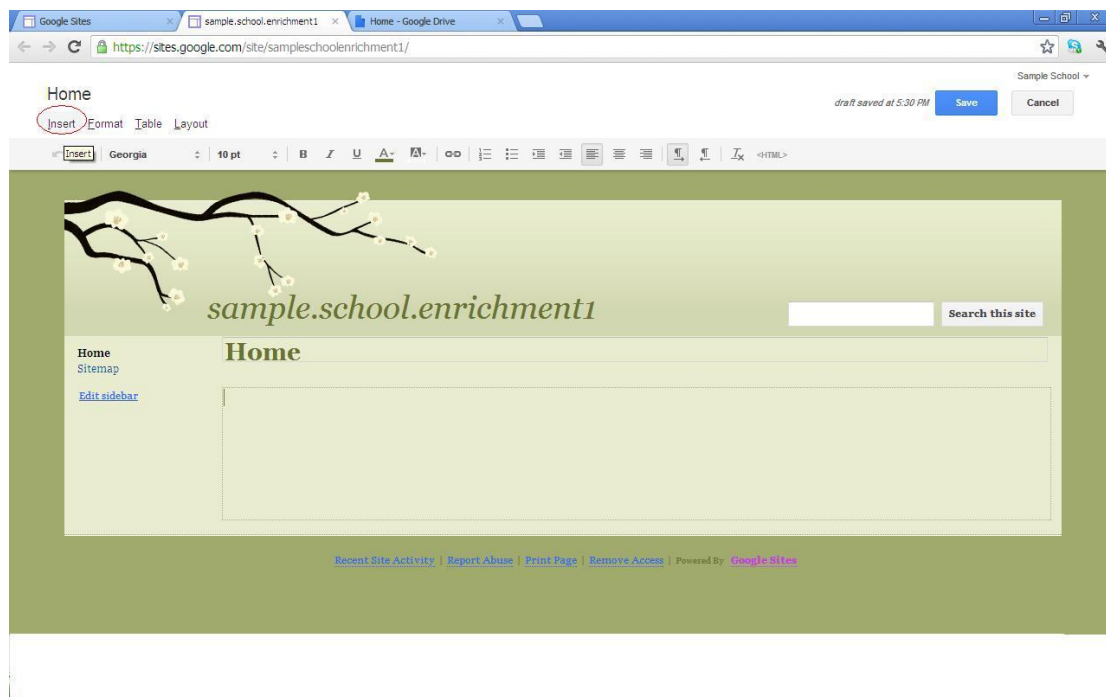 Google Sites sample.school.enrichment1 Home - Google Drive
https://sites.google.com/site/sampleschoolenrichment1/
Sample School
Home
draft saved at 5:30 PM Save Cancel
Insert Format Table Layout
Insert Georgia 10 pt B I U A A <HTML>
sample.school.enrichment1
Search this site
Home
Sitemap
Edit sidebar
Home
Recent Site Activity | Report Abuse | Print Page | Remove Access | Powered By Google Sites